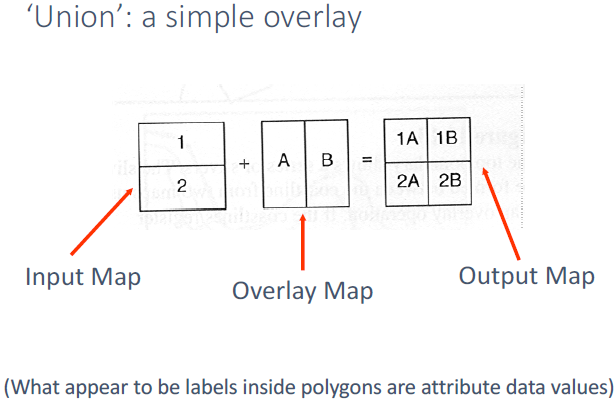 ‘Union’: a simple overlay
1
2
+
A B
=
1A 1B
2A 2B
Input Map
Overlay Map
Output Map
(What appear to be labels inside polygons are attribute data values)